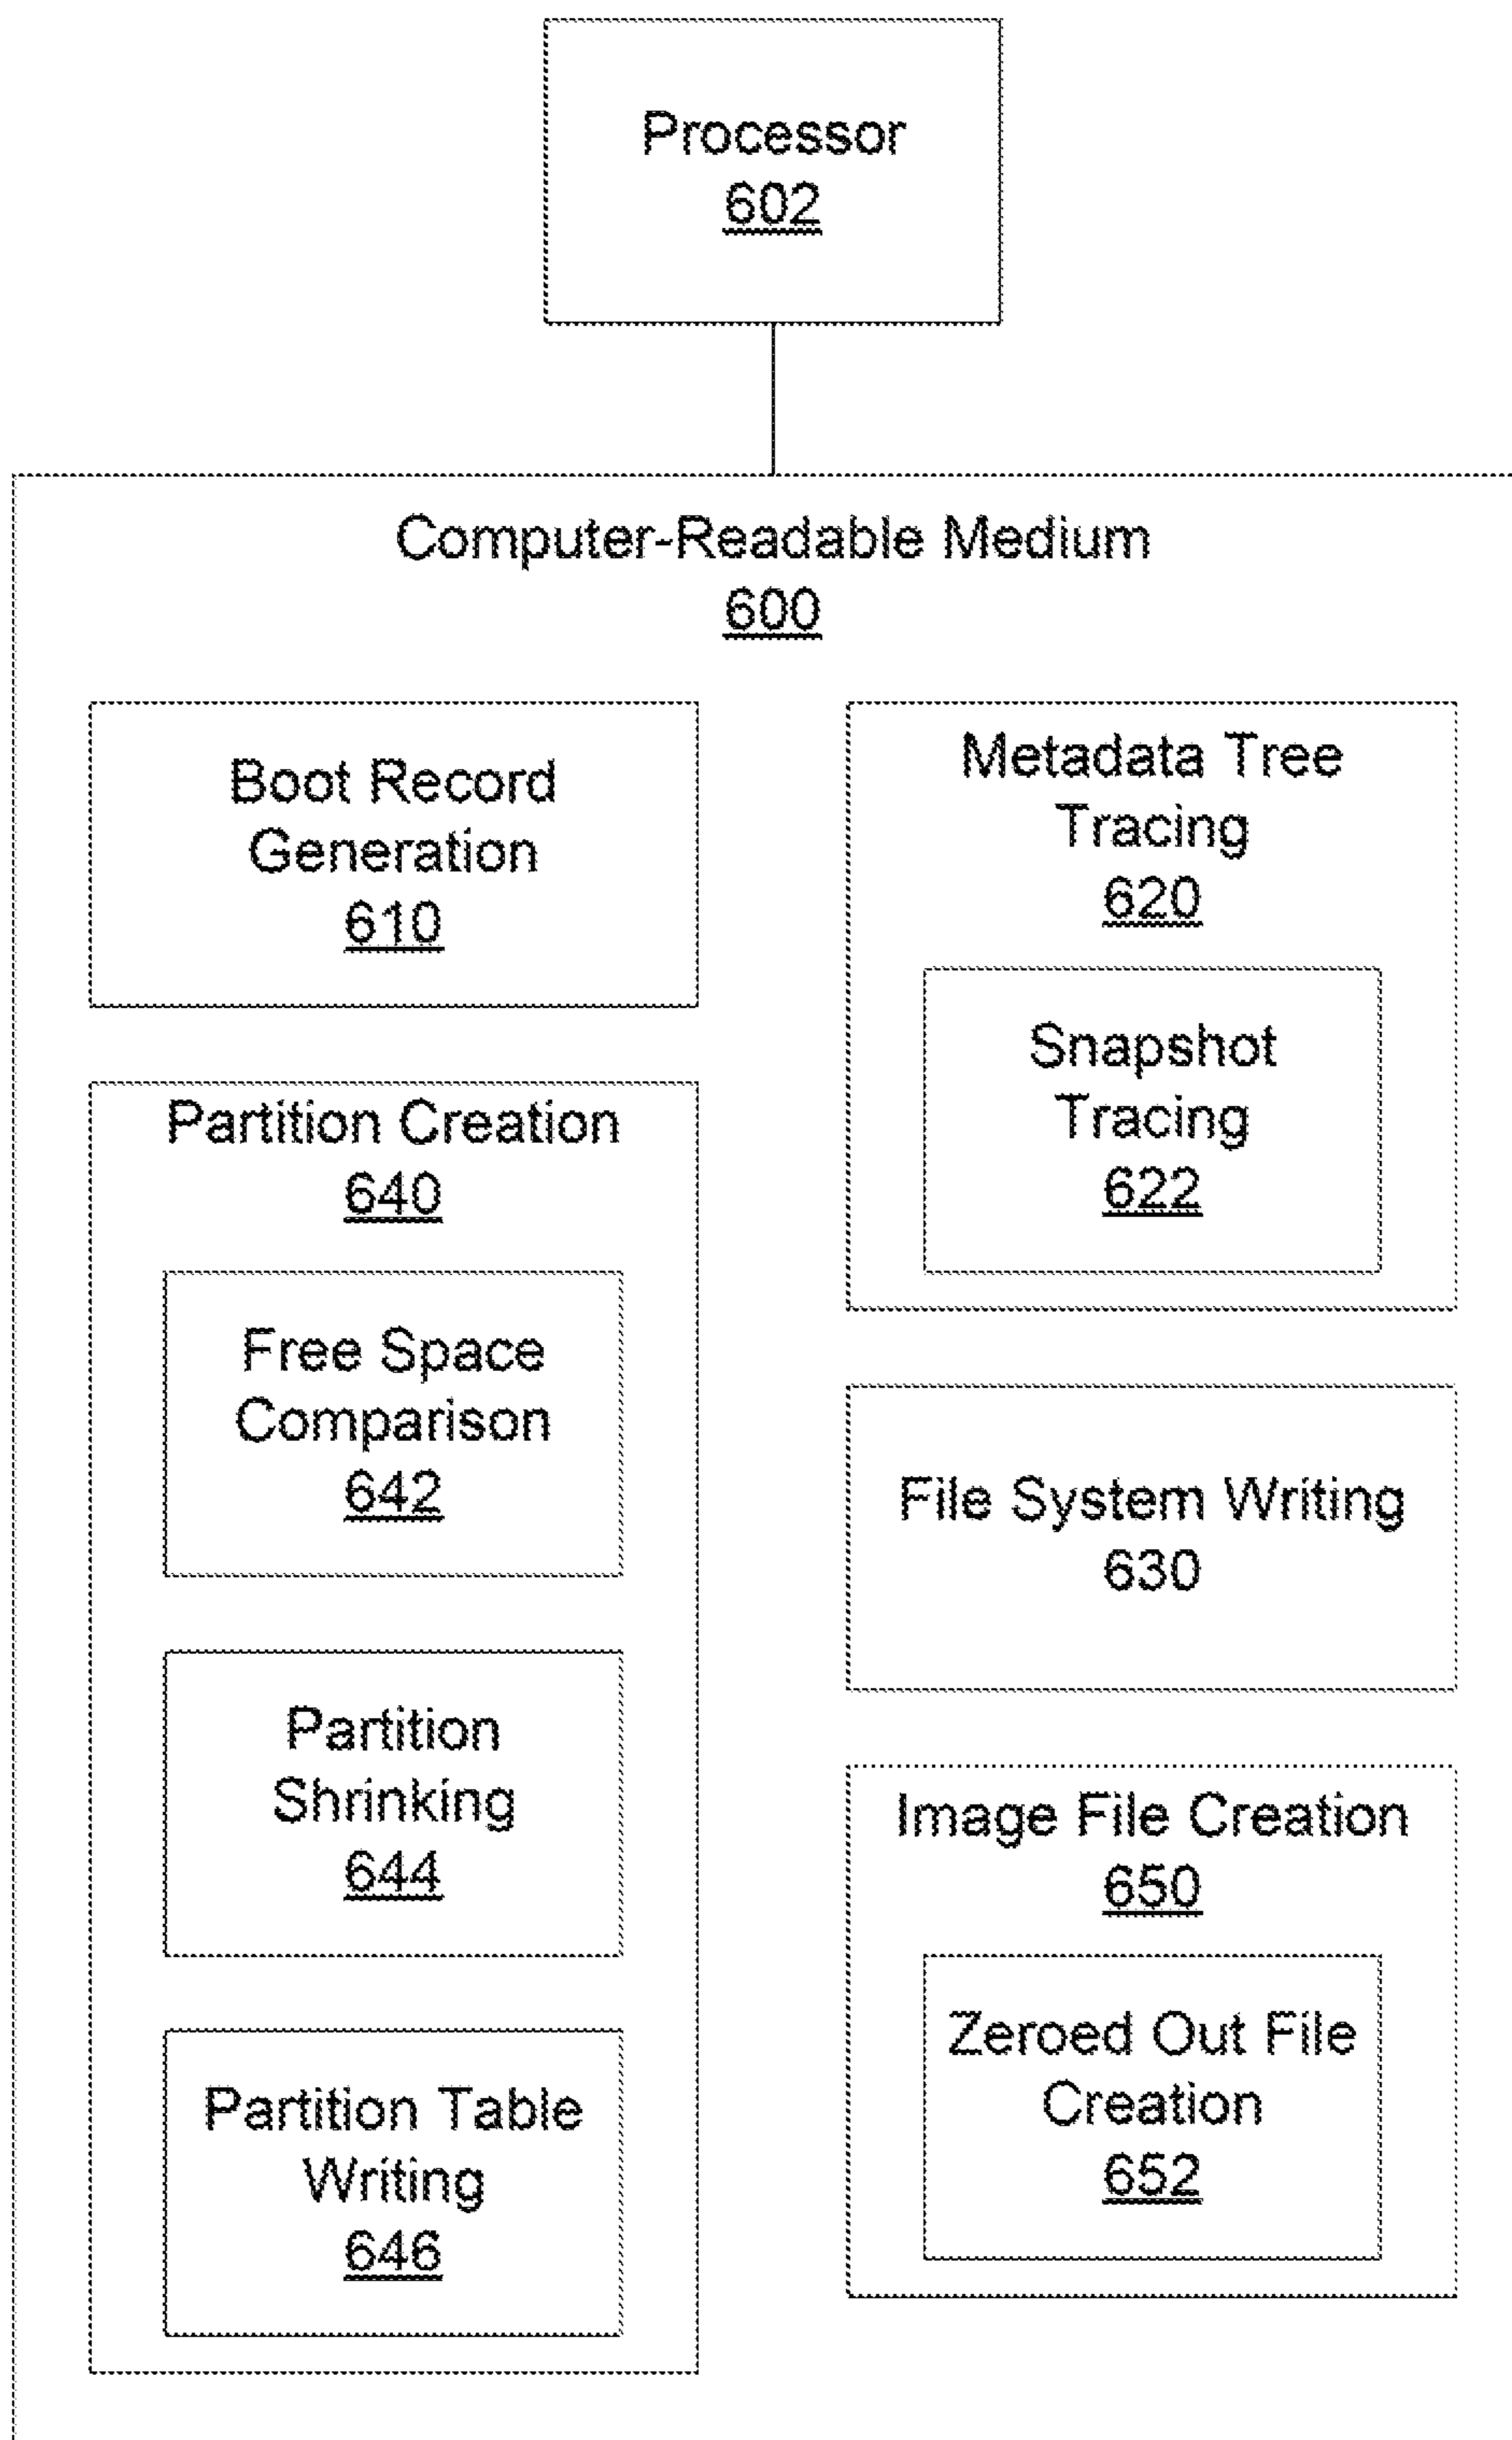 Processor
602
Computer-Readable Medium
600
Boot Record
Generation
610
Metadata Tree
Tracing
620
Snapshot
Tracing
622
Partition Creation
640
Free Space
Comparison
642
Partition
Shrinking
644
Partition Table
Writing
646
File System Writing
630
Image File Creation
650
Zeroed Out File
Creation
652